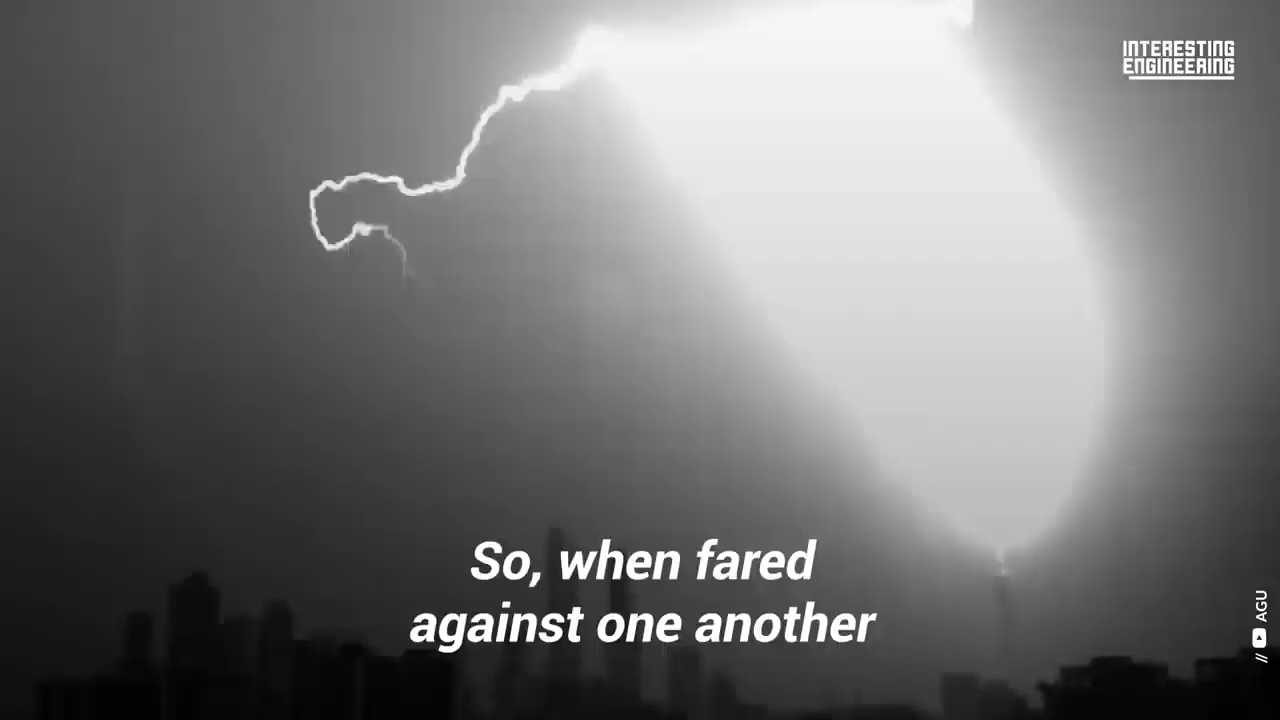 INTERESTING
ENGINEERING
So, when fared
against one another
// AGU